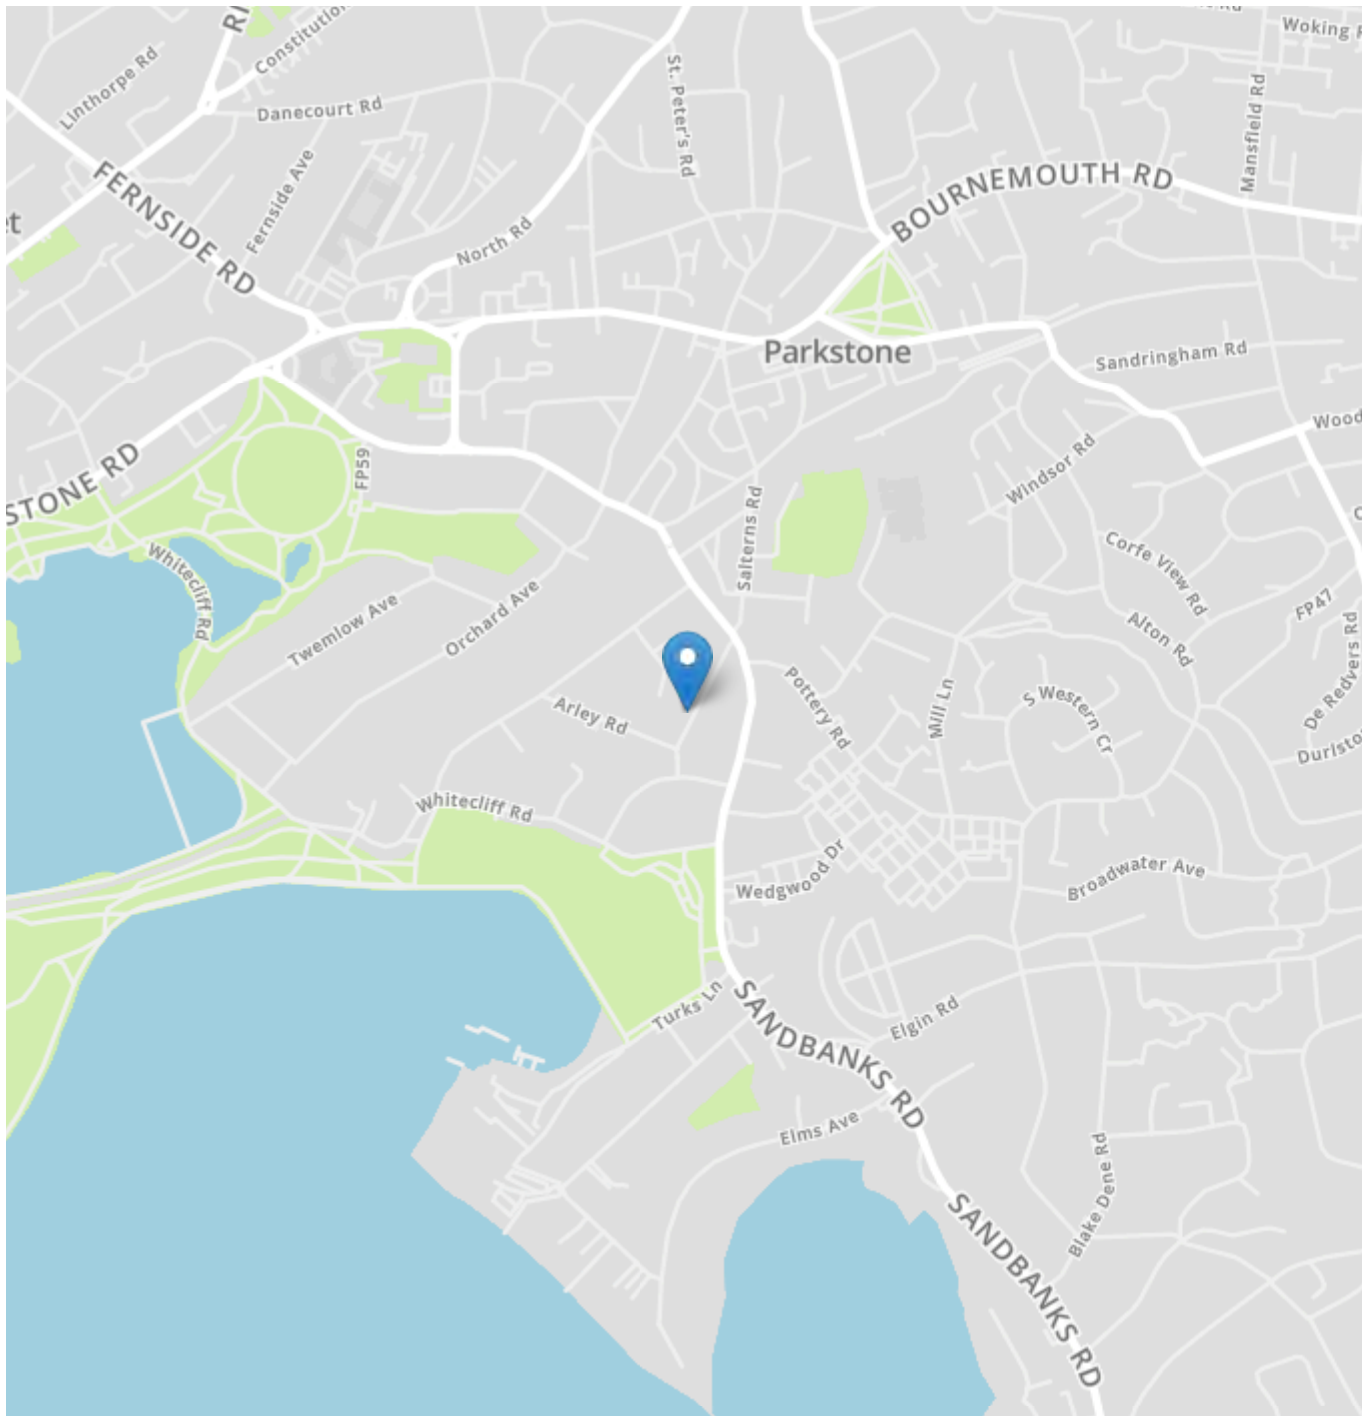 Constitution
Woking R
Linthorpe Rd
Danecourt Rd
St. Peter's Rd
Mansfield Rd
Fernside Ave
FERNSIDE RD
BOURNEMOUTH RD
et
North Rd
Parkstone
Sandringham Rd
Wood
STONE RD
FP59
Windsor Rd
Salterns Rd
Whitecliff Rd
Corfe View Rd
Twemlow Ave
Orchard Ave
FP47
Alton Rd
De Redvers Rd
Pottery Rd
Mill Ln
S Western Cr
Arley Rd
Durlsto
Whitecliff Rd
Wedgwood Dr
Broadwater Ave
Turks Ln
SANDBANKS RD
Elgin Rd
Elms Ave
Blake Dene Rd
SANDBANKS RD